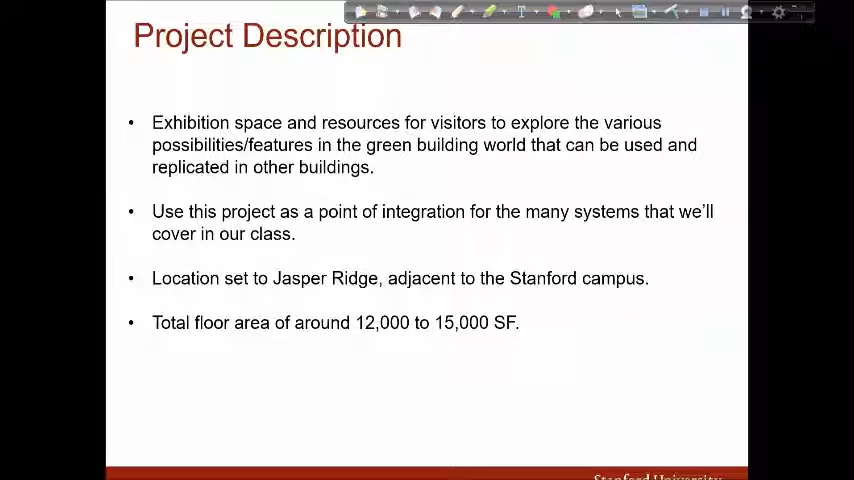 Project Description
• Exhibition space and resources for visitors to explore the various
possibilities/features in the green building world that can be used and
replicated in other buildings.
• Use this project as a point of integration for the many systems that we’ll
cover in our class.
• Location set to Jasper Ridge, adjacent to the Stanford campus.
• Total floor area of around 12,000 to 15,000 SF.
Stanford University